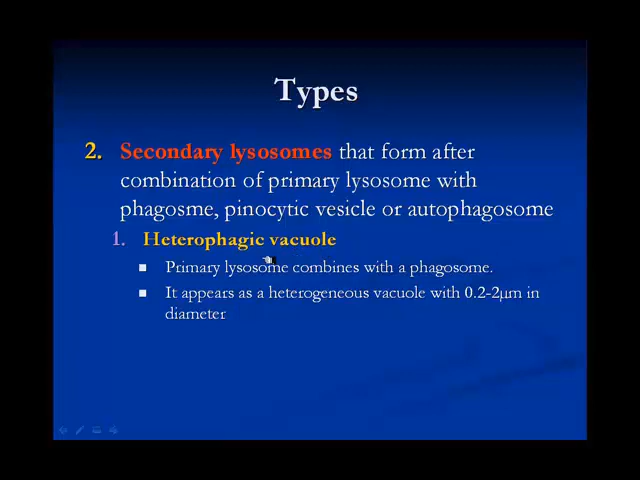 Types
2. Secondary lysosomes that form after
combination of primary lysosome with
phagosme, pinocytic vesicle or autophagosome
1. Heterophagic vacuole
Primary lysosome combines with a phagosome.
It appears as a heterogeneous vacuole with 0.2-2μm in
diameter